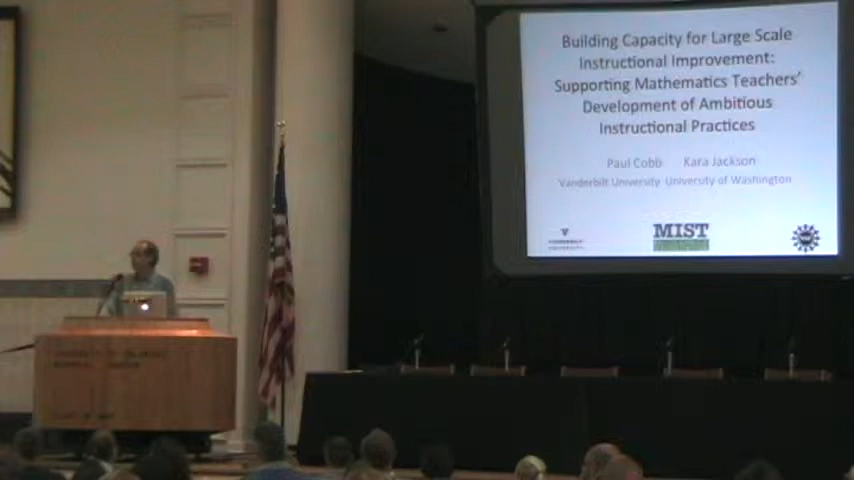 Building Capacity for Large Scale
Instructional Improvement:
Supporting Mathematics Teachers'
Development of Ambitious
Instructional Practices
Paul Cobb Kara Jackson
Vanderbilt University University of Washington
MIST